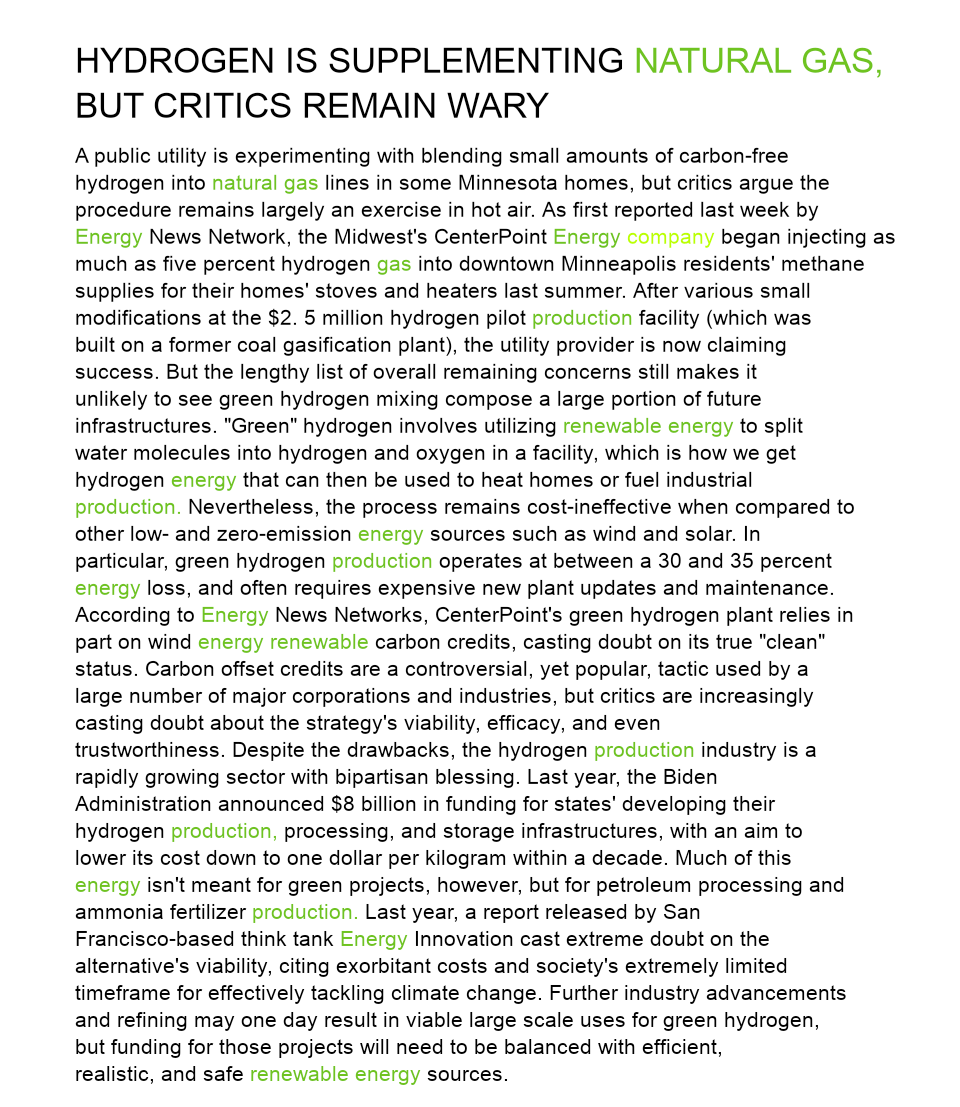 HYDROGEN IS SUPPLEMENTING NATURAL GAS,
BUT CRITICS REMAIN WARY
A public utility is experimenting with blending small amounts of carbon-free
hydrogen into natural gas lines in some Minnesota homes, but critics argue the
procedure remains largely an exercise in hot air. As first reported last week by
Energy News Network, the Midwest's CenterPoint Energy company began injecting as
much as five percent hydrogen gas into downtown Minneapolis residents' methane
supplies for their homes' stoves and heaters last summer. After various small
modifications at the $2. 5 million hydrogen pilot production facility (which was
built on a former coal gasification plant), the utility provider is now claiming
success. But the lengthy list of overall remaining concerns still makes it
unlikely to see green hydrogen mixing compose a large portion of future
infrastructures. "Green" hydrogen involves utilizing renewable energy to split
water molecules into hydrogen and oxygen in a facility, which is how we get
hydrogen energy that can then be used to heat homes or fuel industrial
production. Nevertheless, the process remains cost-ineffective when compared to
other low- and zero-emission energy sources such as wind and solar. In
particular, green hydrogen production operates at between a 30 and 35 percent
energy loss, and often requires expensive new plant updates and maintenance.
According to Energy News Networks, CenterPoint's green hydrogen plant relies in
part on wind energy renewable carbon credits, casting doubt on its true "clean"
status. Carbon offset credits are a controversial, yet popular, tactic used by a
large number of major corporations and industries, but critics are increasingly
casting doubt about the strategy's viability, efficacy, and even
trustworthiness. Despite the drawbacks, the hydrogen production industry is a
rapidly growing sector with bipartisan blessing. Last year, the Biden
Administration announced $8 billion in funding for states' developing their
hydrogen production, processing, and storage infrastructures, with an aim to
lower its cost down to one dollar per kilogram within a decade. Much of this
energy isn't meant for green projects, however, but for petroleum processing and
ammonia fertilizer production. Last year, a report released by San
Francisco-based think tank Energy Innovation cast extreme doubt on the
alternative's viability, citing exorbitant costs and society's extremely limited
timeframe for effectively tackling climate change. Further industry advancements
and refining may one day result in viable large scale uses for green hydrogen,
but funding for those projects will need to be balanced with efficient,
realistic, and safe renewable energy sources.